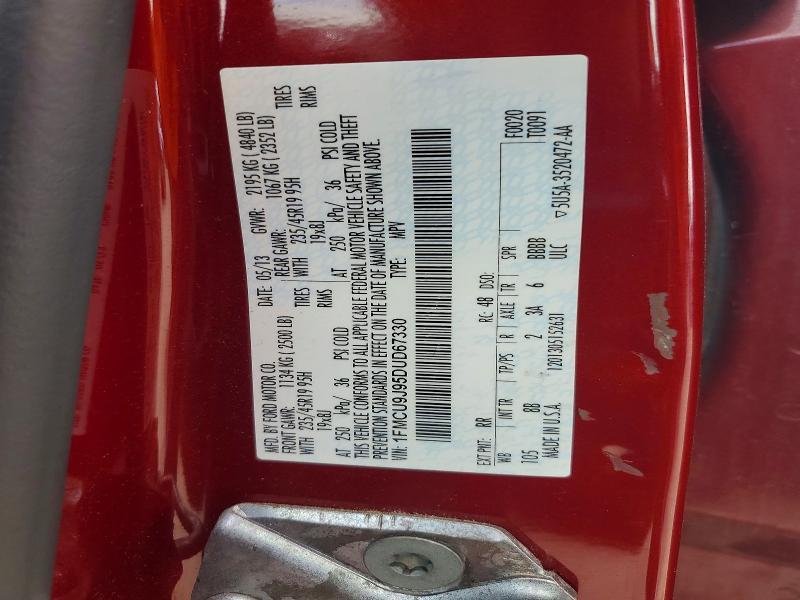 MFD. BY FORD MOTOR CO.
DATE: 05/13 GVWR: 2195 KG ( 4840 LB)
FRONT GAWR: 1134 KG ( 2500 LB) REAR GAWR: 1067 KG ( 2352 LB)
WITH 235/45R19 95H TIRES WITH 235/45R19 95H TIRES
19x8J RIMS 19x8J RIMS
AT 250 kPa/ 36 PSI COLD AT 250 kPa/ 36 PSI COLD
THIS VEHICLE CONFORMS TO ALL APPLICABLE FEDERAL MOTOR VEHICLE SAFETY AND THEFT
PREVENTION STANDARDS IN EFFECT ON THE DATE OF MANUFACTURE SHOWN ABOVE.
VIN: 1FMCU9J95DUD67330 TYPE: MPV
F0020
T0091
EXT PNT: RR RC: 48 DSO:
WB INT TR TP/PS R AXLE TR SPR
105 BB 2 3A 6 BBBB
MADE IN U.S.A. 1201305152631 ULC ▽ 5U5A-3520472-AA